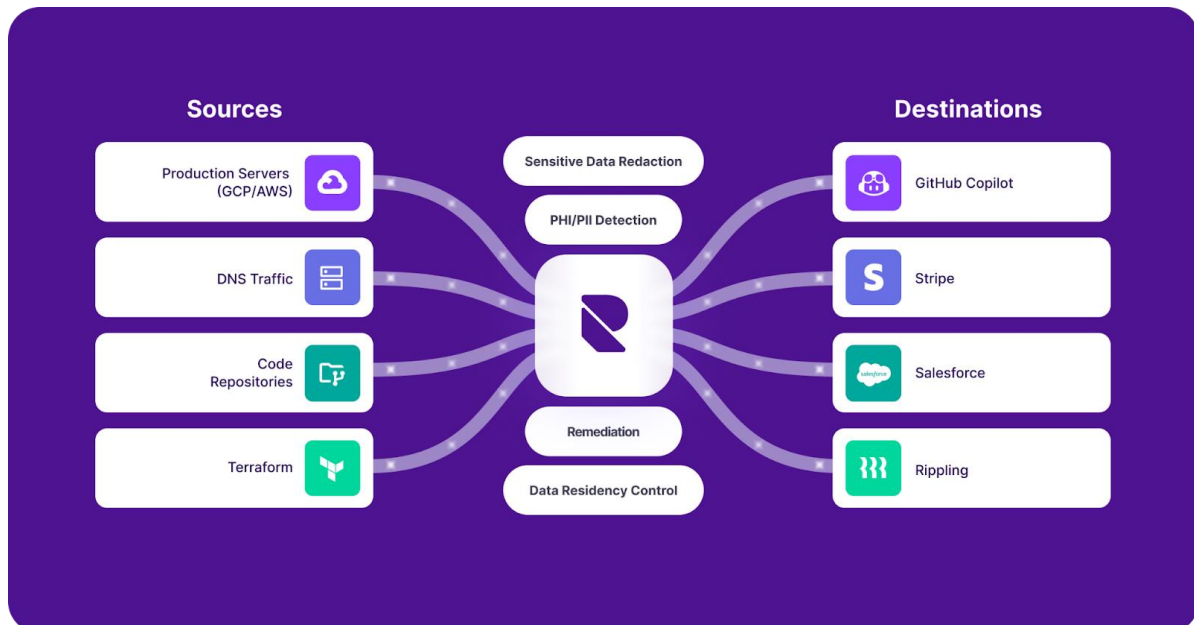 Sources
Production Servers
(GCP/AWS)
DNS Traffic
Code
Repositories
Terraform
Sensitive Data Redaction
PHI/PII Detection
Remediation
Data Residency Control
Destinations
GitHub Copilot
Stripe
salesforce
Salesforce
Rippling